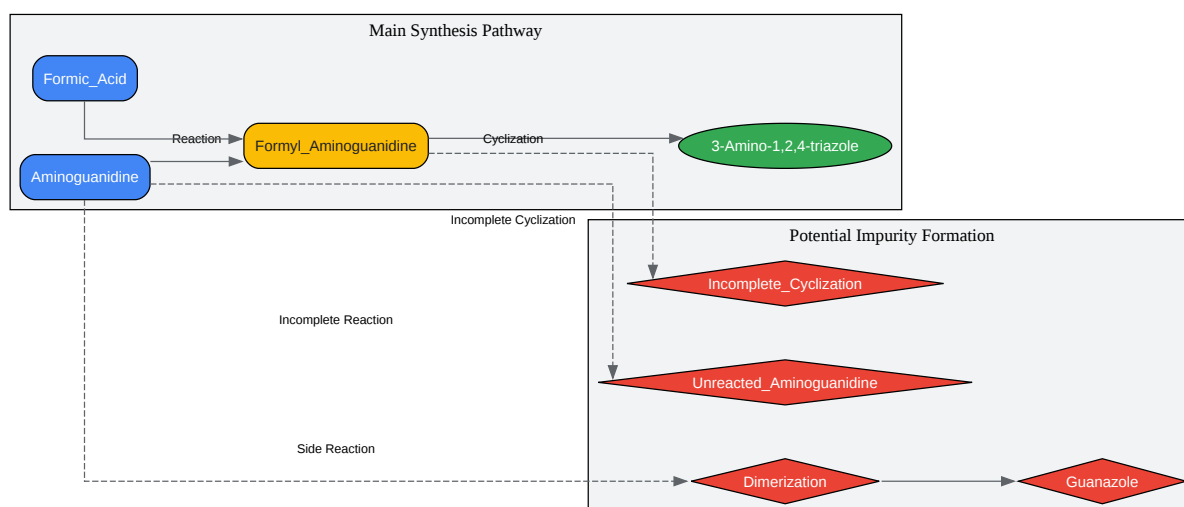 Main Synthesis Pathway
Formic_Acid
Reaction
Formyl_Aminoguanidine
Cyclization
3-Amino-1,2,4-triazole
Aminoguanidine
Incomplete Cyclization
Potential Impurity Formation
Incomplete_Cyclization
Incomplete Reaction
Unreacted_Aminoguanidine
Side Reaction
Dimerization
Guanazole